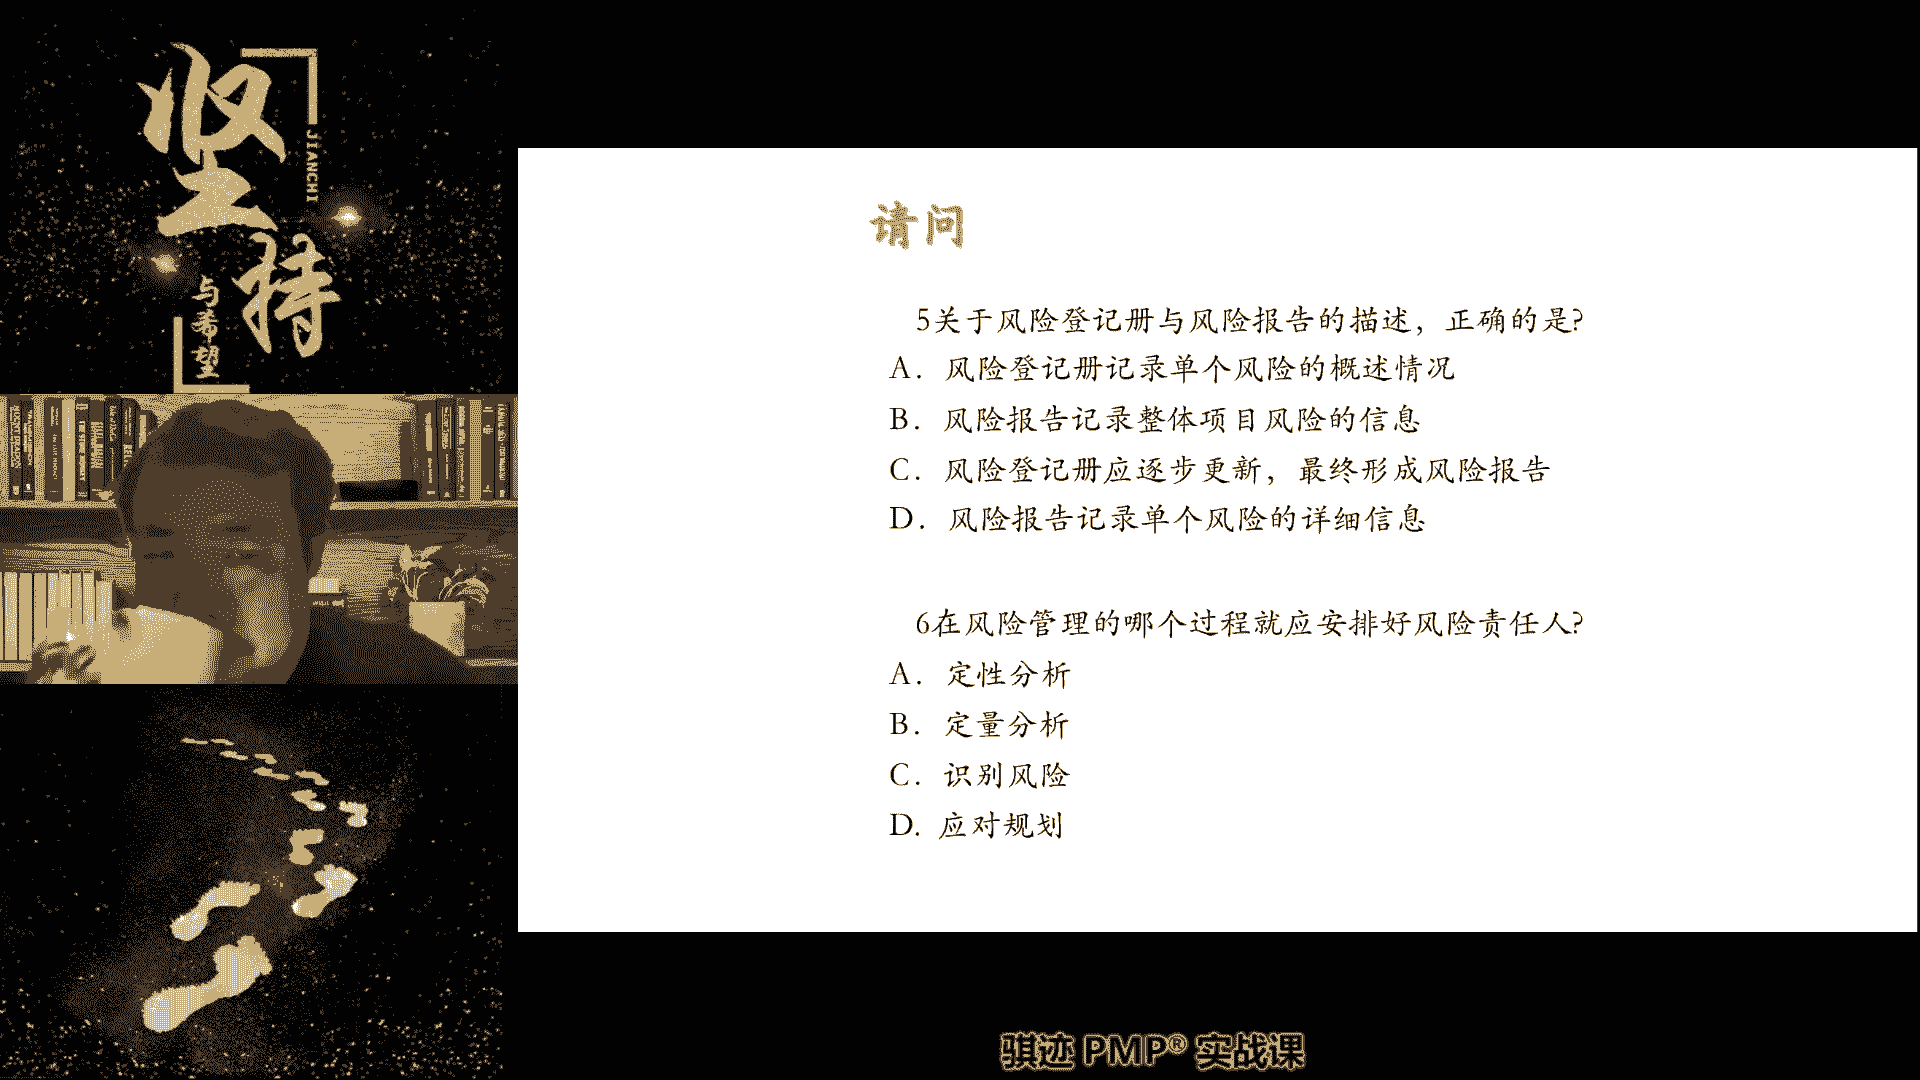 坚持
JIANCHI
与希望
请问
5关于风险登记册与风险报告的描述，正确的是?
A. 风险登记册记录单个风险的概述情况
B. 风险报告记录整体项目风险的信息
C. 风险登记册应逐步更新，最终形成风险报告
D. 风险报告记录单个风险的详细信息
6在风险管理的哪个过程就应安排好风险责任人?
A. 定性分析
B. 定量分析
C. 识别风险
D. 应对规划
骐迹 PMP® 实战课